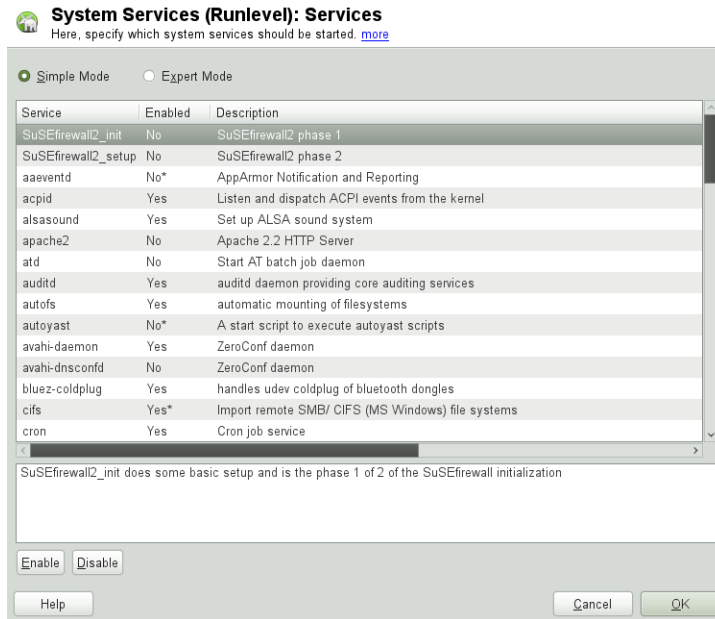 System Services (Runlevel): Services
Here, specify which system services should be started. more
Simple Mode Expert Mode
Service Enabled Description
SuSEfirewall2_init No SuSEfirewall2 phase 1
SuSEfirewall2_setup No SuSEfirewall2 phase 2
aaeventd No* AppArmor Notification and Reporting
acpid Yes Listen and dispatch ACPI events from the kernel
alsasound Yes Set up ALSA sound system
apache2 No Apache 2.2 HTTP Server
atd No Start AT batch job daemon
auditd Yes auditd daemon providing core auditing services
autofs Yes automatic mounting of filesystems
autoyast No* A start script to execute autoyast scripts
avahi-daemon Yes ZeroConf daemon
avahi-dnsconfd No ZeroConf daemon
bluez-coldplug Yes handles udev coldplug of bluetooth dongles
cifs Yes* Import remote SMB/ CIFS (MS Windows) file systems
cron Yes Cron job service
SuSEfirewall2_init does some basic setup and is the phase 1 of 2 of the SuSEfirewall initialization
Enable Disable
Help Cancel OK